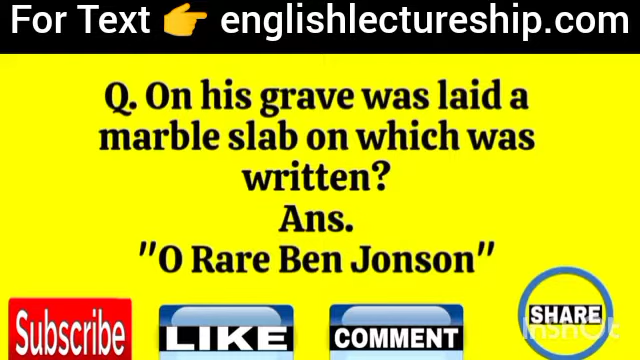 For Text 👉 englishlectureship.com
Q. On his grave was laid a
marble slab on which was
written?
Ans.
"O Rare Ben Jonson"
Subscribe
LIKE
COMMENT
SHARE
InShOt